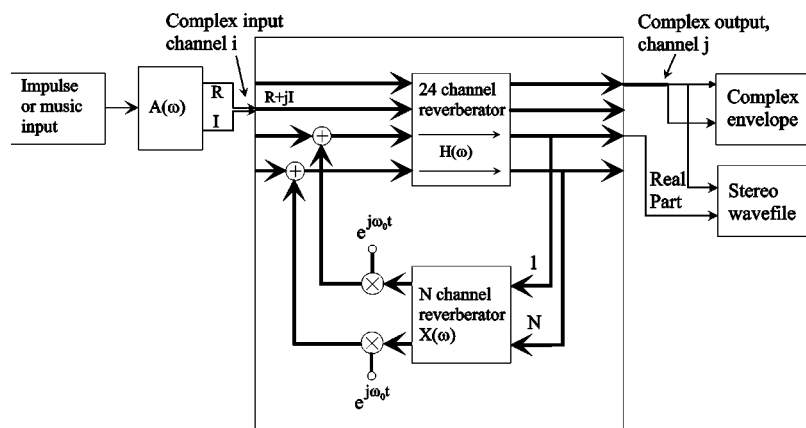 Complex input
channel i
Complex output,
channel j
Impulse
or music
input
A(ω)
R
I
R+jI
24 channel
reverberator
H(ω)
Complex
envelope
Real
Part
Stereo
wavefile
+
+
e^{jω₀t}
×
N channel
reverberator
X(ω)
1
N
×
e^{jω₀t}